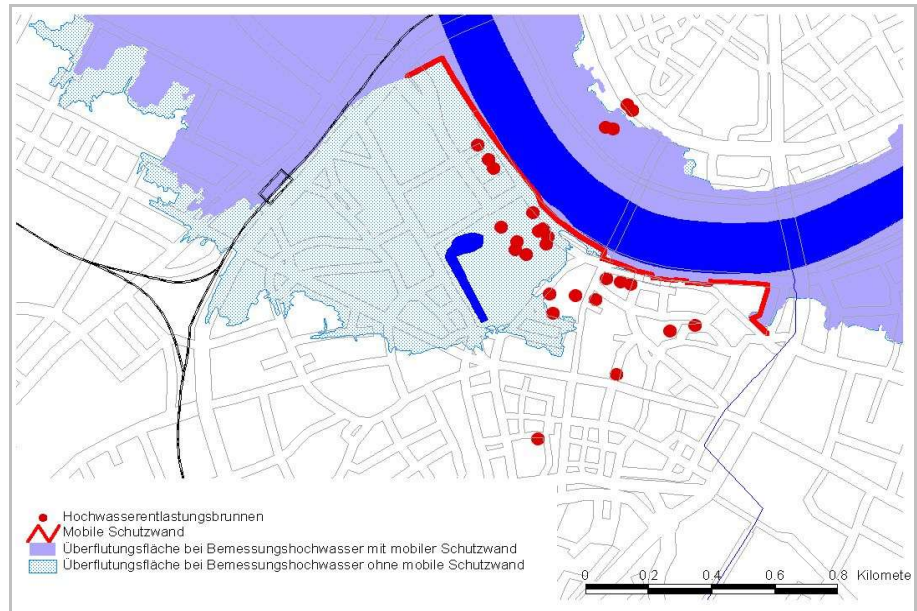 Hochwasserentlastungsbrunnen
Mobile Schutzwand
Überflutungsfläche bei Bemessungshochwasser mit mobiler Schutzwand
Überflutungsfläche bei Bemessungshochwasser ohne mobile Schutzwand
0 0.2 0.4 0.6 0.8 Kilomete